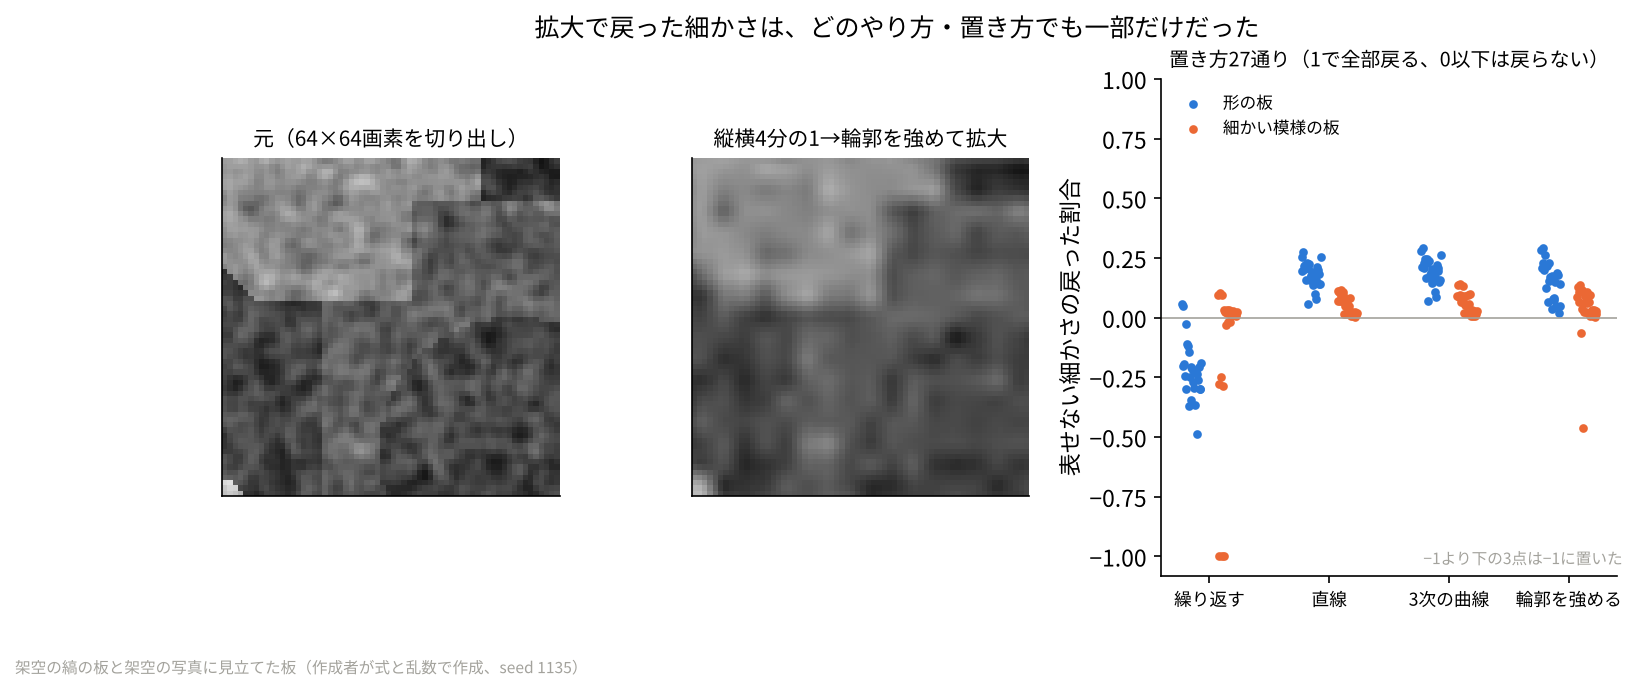 拡大で戻った細かさは、どのやり方・置き方でも一部だけだった
元（64×64画素を切り出し）
縦横4分の1→輪郭を強めて拡大
置き方27通り（1で全部戻る、0以下は戻らない）
表せない細かさの戻った割合
1.00
0.75
0.50
0.25
0.00
−0.25
−0.50
−0.75
−1.00
形の板
細かい模様の板
−1より下の3点は−1に置いた
繰り返す
直線
3次の曲線
輪郭を強める
架空の縞の板と架空の写真に見立てた板（作成者が式と乱数で作成、seed 1135）